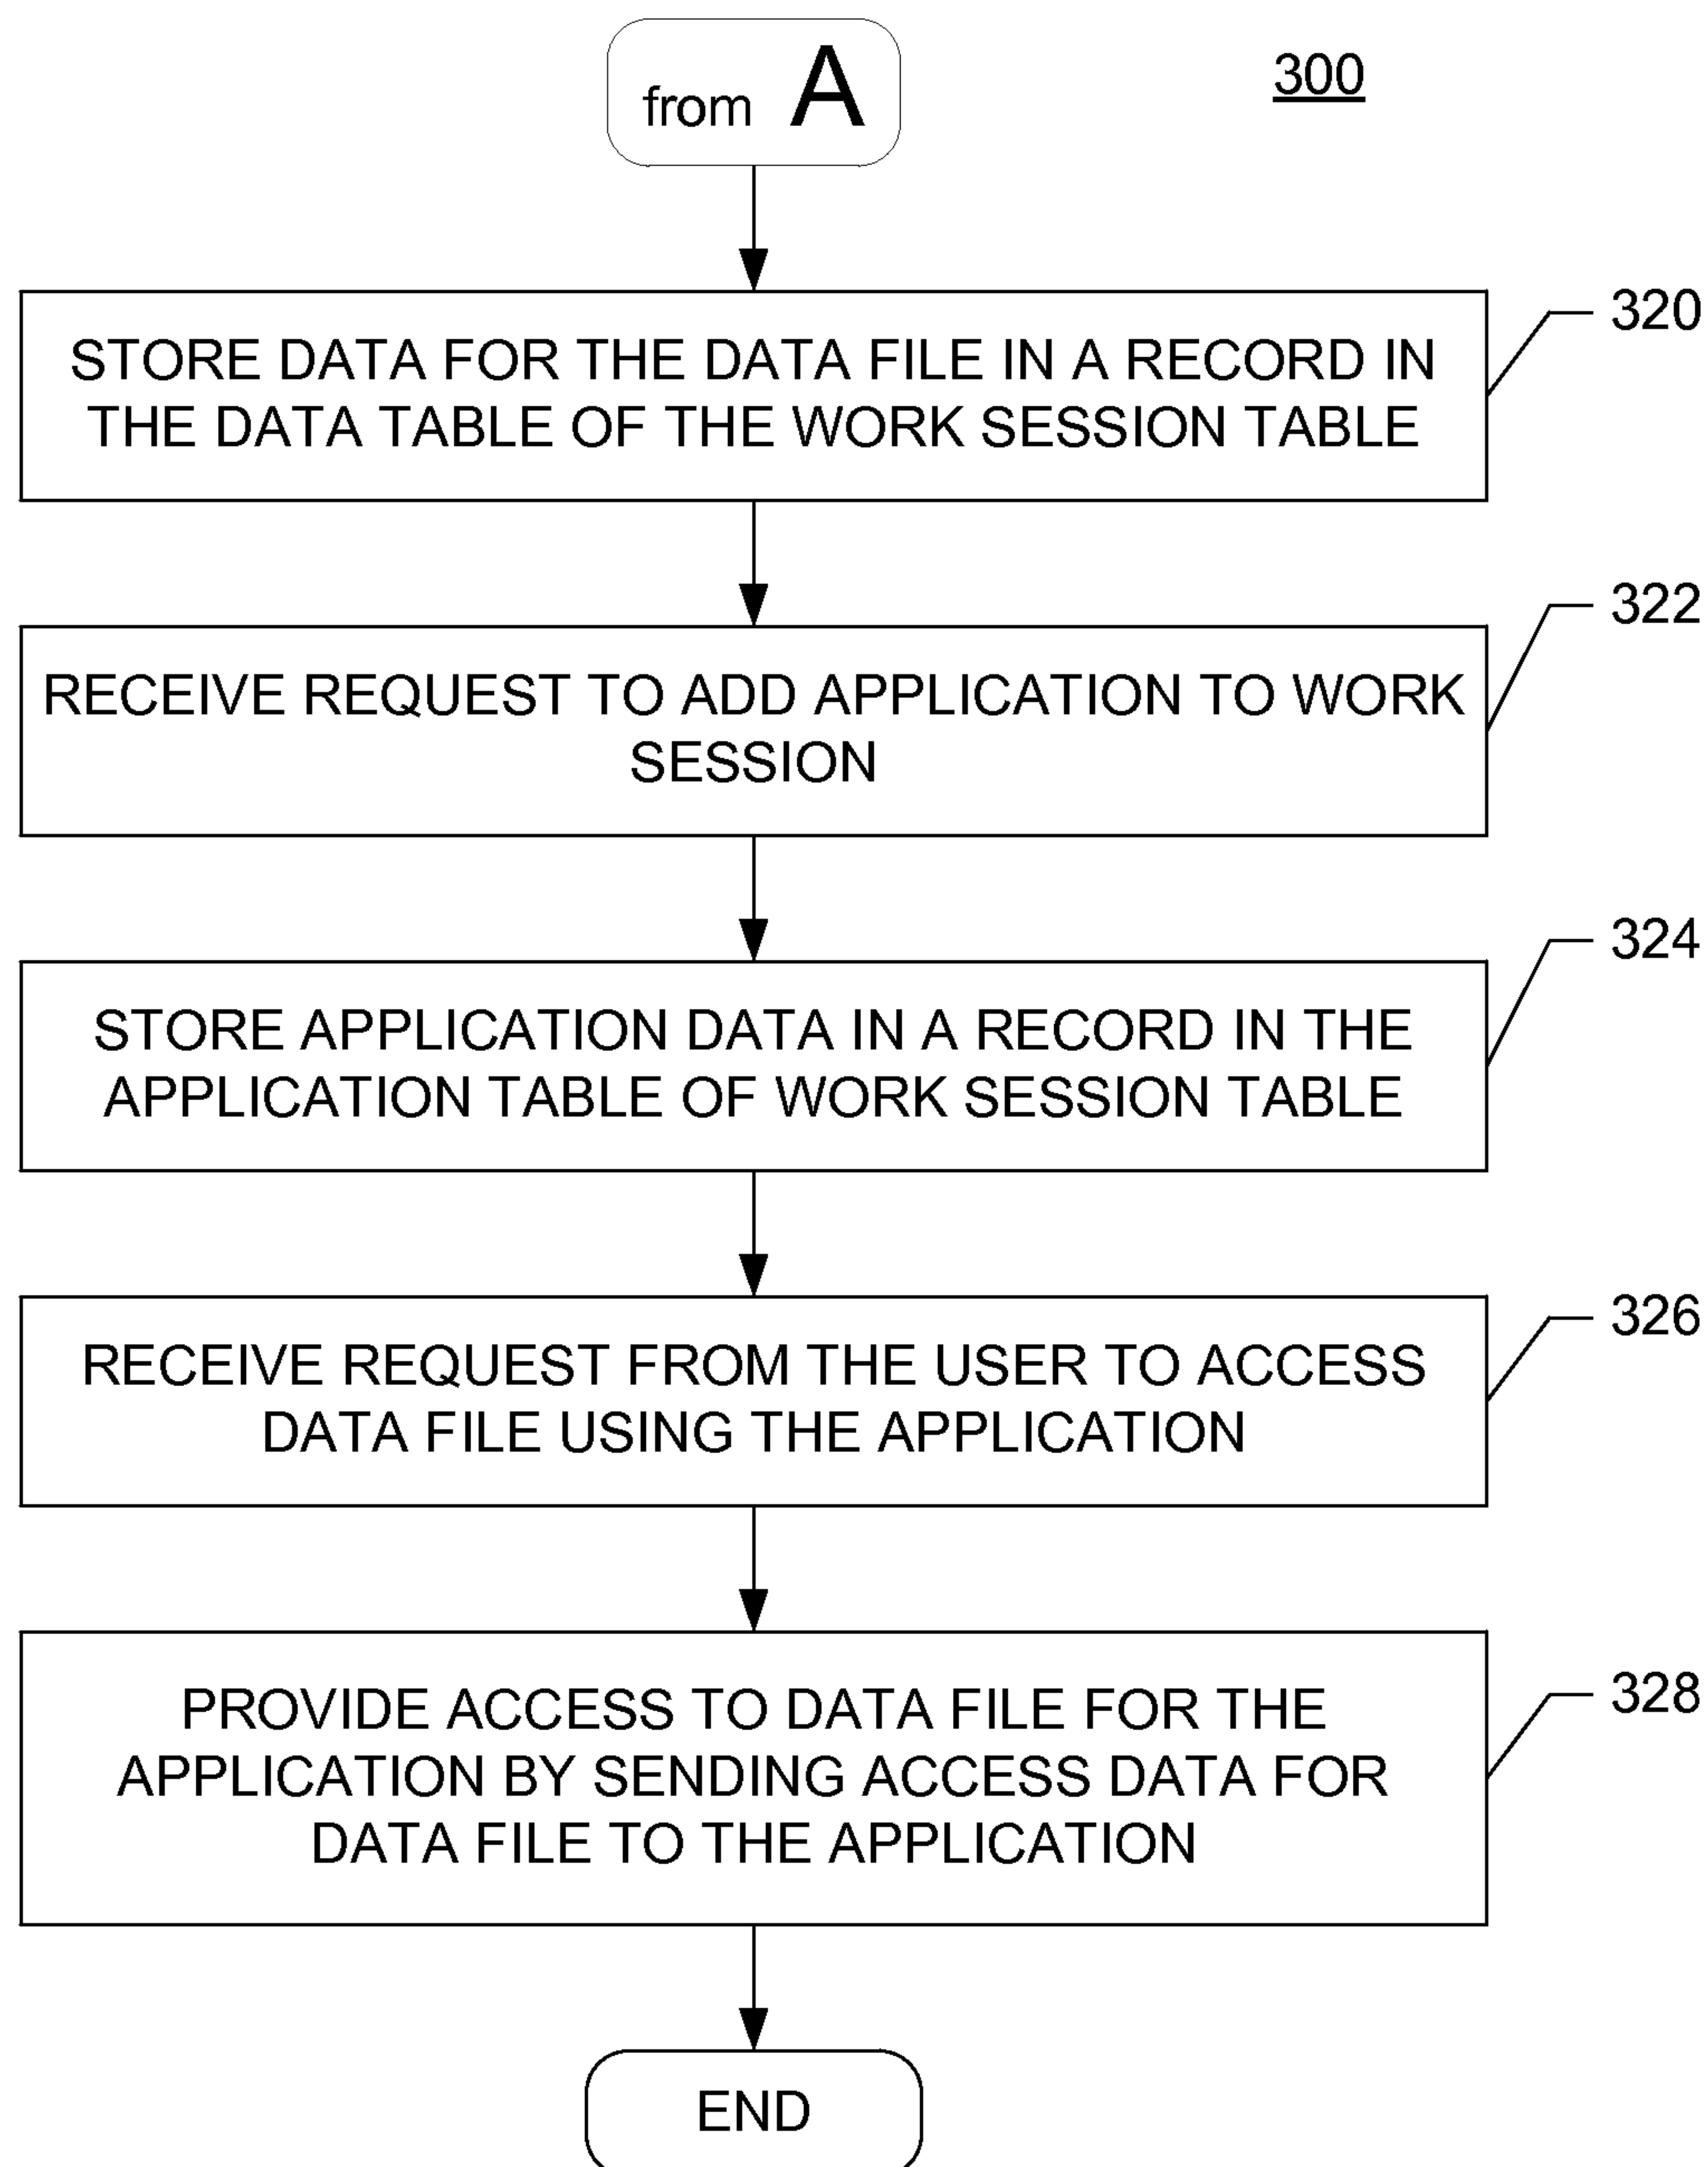 from A
300
STORE DATA FOR THE DATA FILE IN A RECORD IN
THE DATA TABLE OF THE WORK SESSION TABLE
320
RECEIVE REQUEST TO ADD APPLICATION TO WORK
SESSION
322
STORE APPLICATION DATA IN A RECORD IN THE
APPLICATION TABLE OF WORK SESSION TABLE
324
RECEIVE REQUEST FROM THE USER TO ACCESS
DATA FILE USING THE APPLICATION
326
PROVIDE ACCESS TO DATA FILE FOR THE
APPLICATION BY SENDING ACCESS DATA FOR
DATA FILE TO THE APPLICATION
328
END